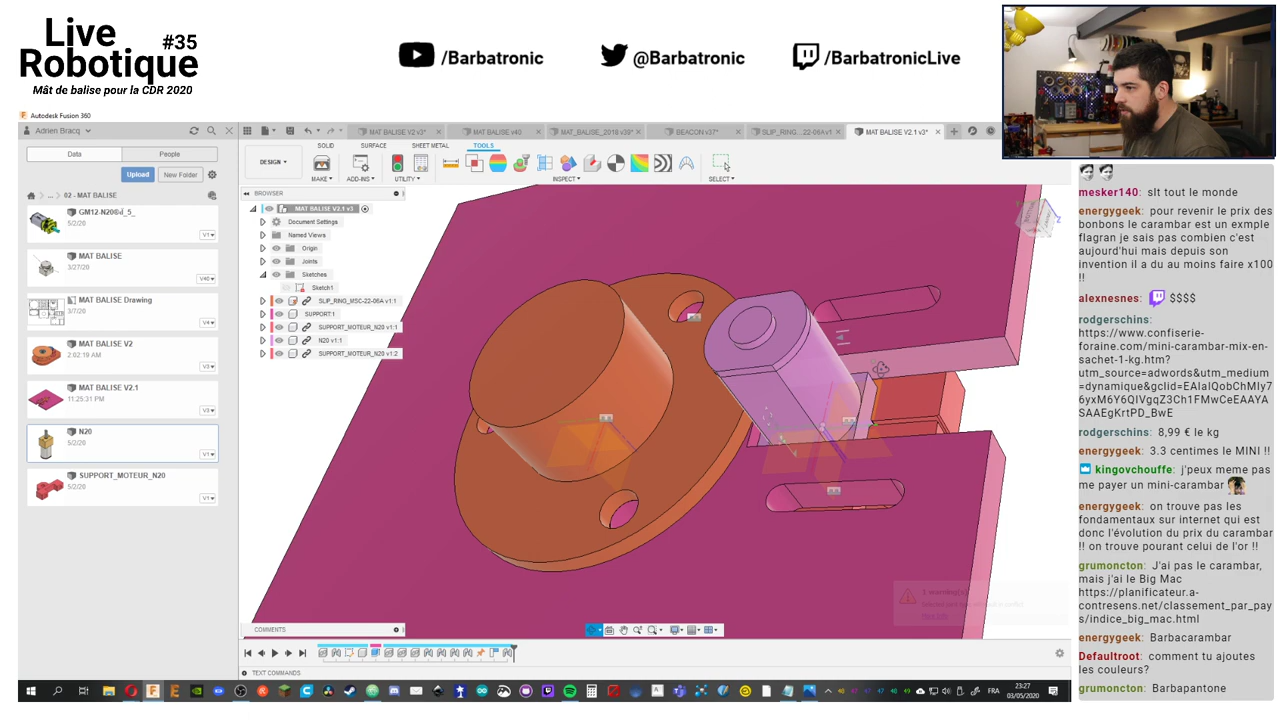 Live
Robotique
#35
Mât de balise pour la CDR 2020
/Barbatronic
@Barbatronic
/BarbatronicLive
Autodesk Fusion 360
Adrien Bracq
Data
People
Upload
New Folder
... 02 - MAT BALISE
V1
MAT BALISE
3/27/20
V40
MAT BALISE Drawing
3/7/20
V4
MAT BALISE V2
2:02:19 AM
V3
MAT BALISE V2.1
11:25:31 PM
V3
N20
5/2/20
V1
SUPPORT_MOTEUR_N20
5/2/20
V1
MAT BALISE V2 v3*
MAT BALISE v40
MAT_BALISE_2018 v39*
BEACON v37*
SLIP_RING...22-06A v1
MAT BALISE V2.1 v3*
SOLID
SURFACE
SHEET METAL
TOOLS
DESIGN
MAKE
ADD-INS
UTILITY
INSPECT
SELECT
BROWSER
MAT BALISE V2.1 v3
Document Settings
Named Views
Origin
Joints
Sketches
Sketch1
SLIP_RING_MSC-22-06A v1:1
SUPPORT:1
SUPPORT_MOTEUR_N20 v1:1
N20 v1:1
SUPPORT_MOTEUR_N20 v1:2
COMMENTS
TEXT COMMANDS
1 warning(s)
mesker140: slt tout le monde
energygeek: pour revenir le prix des
bonbons le carambar est un exmple
flagran je sais pas combien c'est
aujourd'hui mais depuis son
invention il a du au moins faire x100
!!
alexnesnes: $$$$
rodgerschins:
https://www.confiserie-
foraine.com/mini-carambar-mix-en-
sachet-1-kg.htm?
utm_source=adwords&utm_medium
=dynamique&gclid=EAIaIQobChMIy7
6yxM6Y6QIVgqZ3Ch1FMwCeEAAYA
SAAEgKrtPD_BwE
rodgerschins: 8,99 € le kg
energygeek: 3.3 centimes le MINI !!
kingovchouffe: j'peux meme pas
me payer un mini-carambar
energygeek: on trouve pas les
fondamentaux sur internet qui est
donc l'évolution du prix du carambar
!! on trouve pourant celui de l'or !!
grumoncton: J'ai pas le carambar,
mais j'ai le Big Mac
https://planificateur.a-
contresens.net/classement_par_pay
s/indice_big_mac.html
energygeek: Barbacarambar
Defaultroot: comment tu ajoutes
les couleurs?
grumoncton: Barbapantone
FRA
23:27
03/05/2020